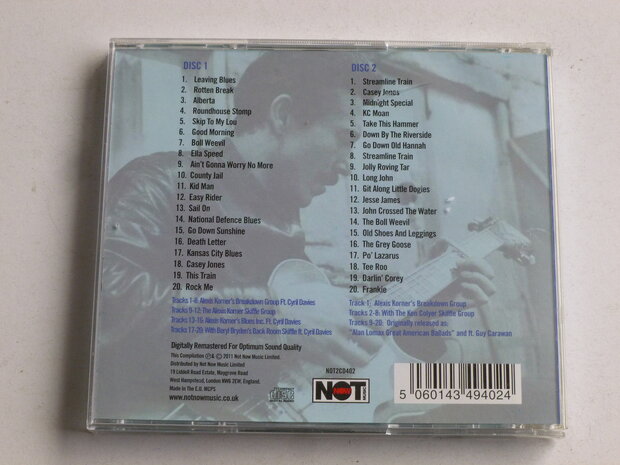 DISC 1
1. Leaving Blues
2. Rotten Break
3. Alberta
4. Roundhouse Stomp
5. Skip To My Lou
6. Good Morning
7. Boll Weevil
8. Ella Speed
9. Ain't Gonna Worry No More
10. County Jail
11. Kid Man
12. Easy Rider
13. Sail On
14. National Defence Blues
15. Go Down Sunshine
16. Death Letter
17. Kansas City Blues
18. Casey Jones
19. This Train
20. Rock Me
Tracks 1-8: Alexis Korner's Breakdown Group Ft. Cyril Davies
Tracks 9-12: The Alexis Korner Skiffle Group
Tracks 13-16: Alexis Korner's Blues Inc. Ft. Cyril Davies
Tracks 17-20: With Beryl Bryden's Back Room Skiffle ft. Cyril Davies
DISC 2
1. Streamline Train
2. Casey Jones
3. Midnight Special
4. KC Moan
5. Take This Hammer
6. Down By The Riverside
7. Go Down Old Hannah
8. Streamline Train
9. Jolly Roving Tar
10. Long John
11. Git Along Little Dogies
12. Jesse James
13. John Crossed The Water
14. The Boll Weevil
15. Old Shoes And Leggings
16. The Grey Goose
17. Po' Lazarus
18. Tee Roo
19. Darlin' Corey
20. Frankie
Track 1: Alexis Korner's Breakdown Group
Tracks 2-8: With The Ken Colyer Skiffle Group
Tracks 9-20: Originally released as:
"Alan Lomax Great American Ballads" and ft. Guy Carawan
Digitally Remastered For Optimum Sound Quality
This Compilation ℗& © 2011 Not Now Music Limited.
Distributed by Not Now Music Limited
19 Liddell Road Estate, Maygrove Road
West Hampstead, London NW6 2EW, England.
Made In The E.U. MCPS
www.notnowmusic.co.uk
COMPACT
disc
DIGITAL AUDIO
NOT2CD402
NOT
NOW
MUSIC
5 060143 494024